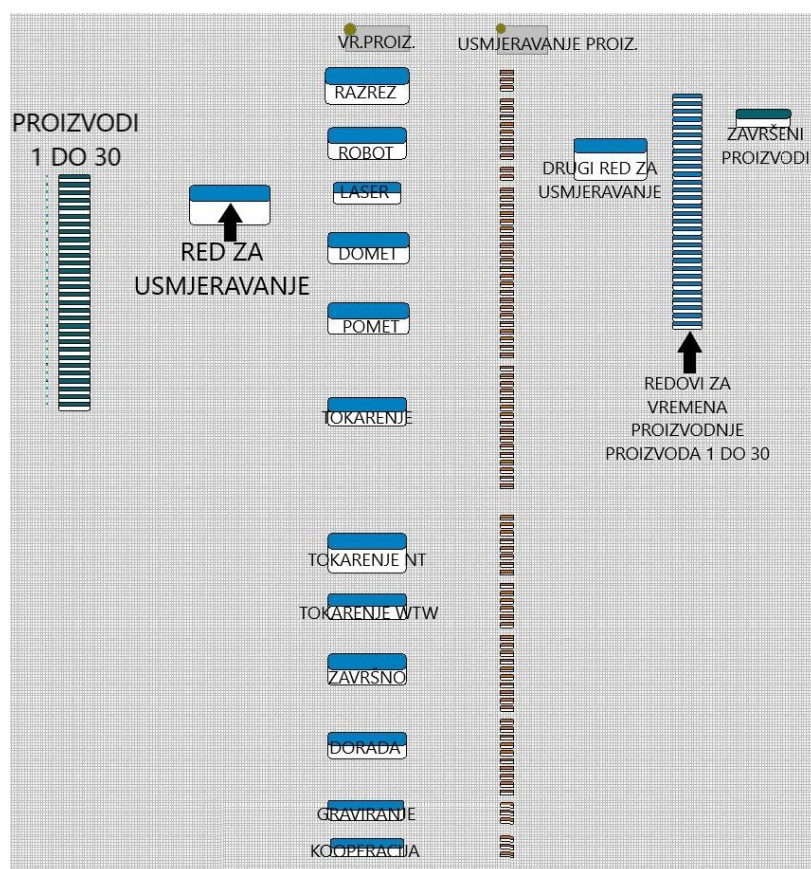 VR.PROIZ.
USMJERAVANJE PROIZ.
RAZREZ
PROIZVODI
1 DO 30
ROBOT
ZAVRŠENI
PROIZVODI
DRUGI RED ZA
USMJERAVANJE
LASER
RED ZA
USMJERAVANJE
DOMET
POMET
REDOVI ZA
VREMENA
PROIZVODNJE
PROIZVODA 1 DO 30
TOKARENJE
TOKARENJE NT
TOKARENJE WTW
ZAVRŠNO
DORADA
GRAVIRANJE
KOOPERACIJA